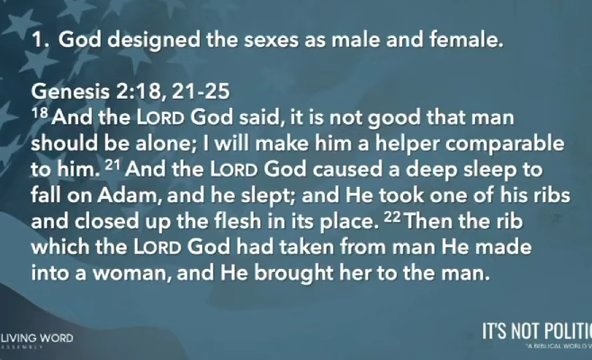 1. God designed the sexes as male and female.
Genesis 2:18, 21-25
18 And the LORD God said, it is not good that man
should be alone; I will make him a helper comparable
to him. 21 And the LORD God caused a deep sleep to
fall on Adam, and he slept; and He took one of his ribs
and closed up the flesh in its place. 22 Then the rib
which the LORD God had taken from man He made
into a woman, and He brought her to the man.
LIVING WORD
ASSEMBLY
IT'S NOT POLITIC
"A BIBLICAL WORLD V